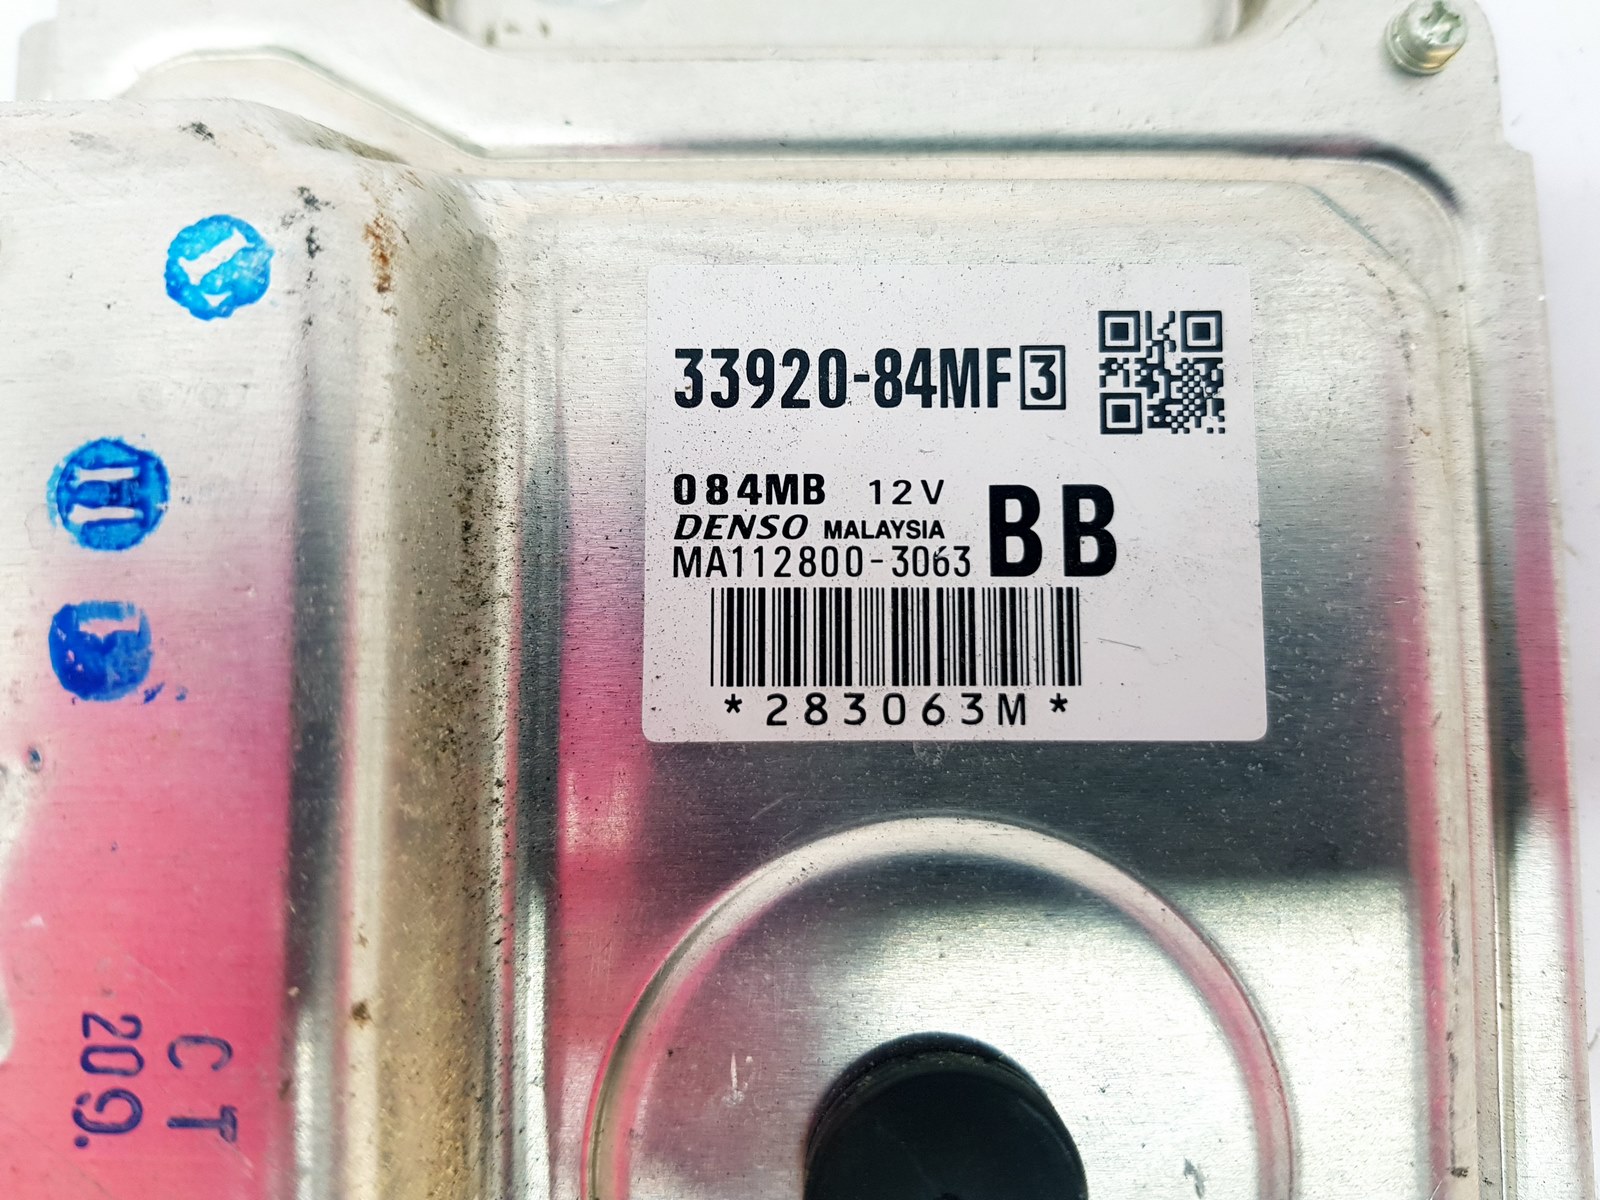 33920-84MF3
084MB 12V
DENSO MALAYSIA
BB
MA112800-3063
*283063M*
CT
209.